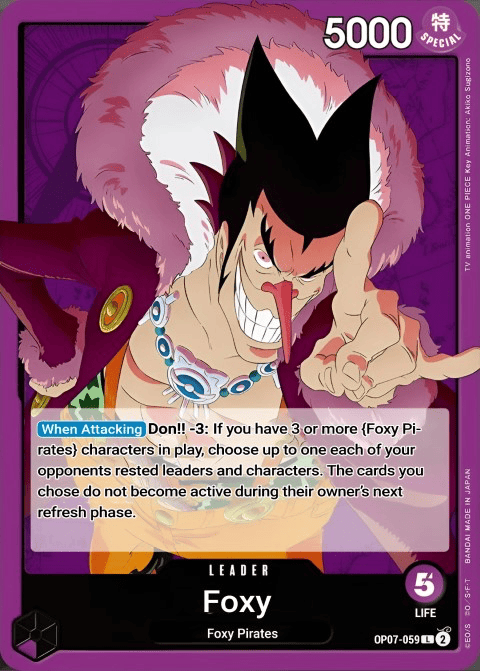 5000
特
SPECIAL
TV animation ONE PIECE Key Animation: Akiko Sugizono
When Attacking Don!! -3: If you have 3 or more {Foxy Pi-
rates} characters in play, choose up to one each of your
opponents rested leaders and characters. The cards you
chose do not become active during their owner's next
refresh phase.
LEADER
5
LIFE
Foxy
Foxy Pirates
OP07-059 L 2
©E.O/S ©O./S·F·T BANDAI MADE IN JAPAN